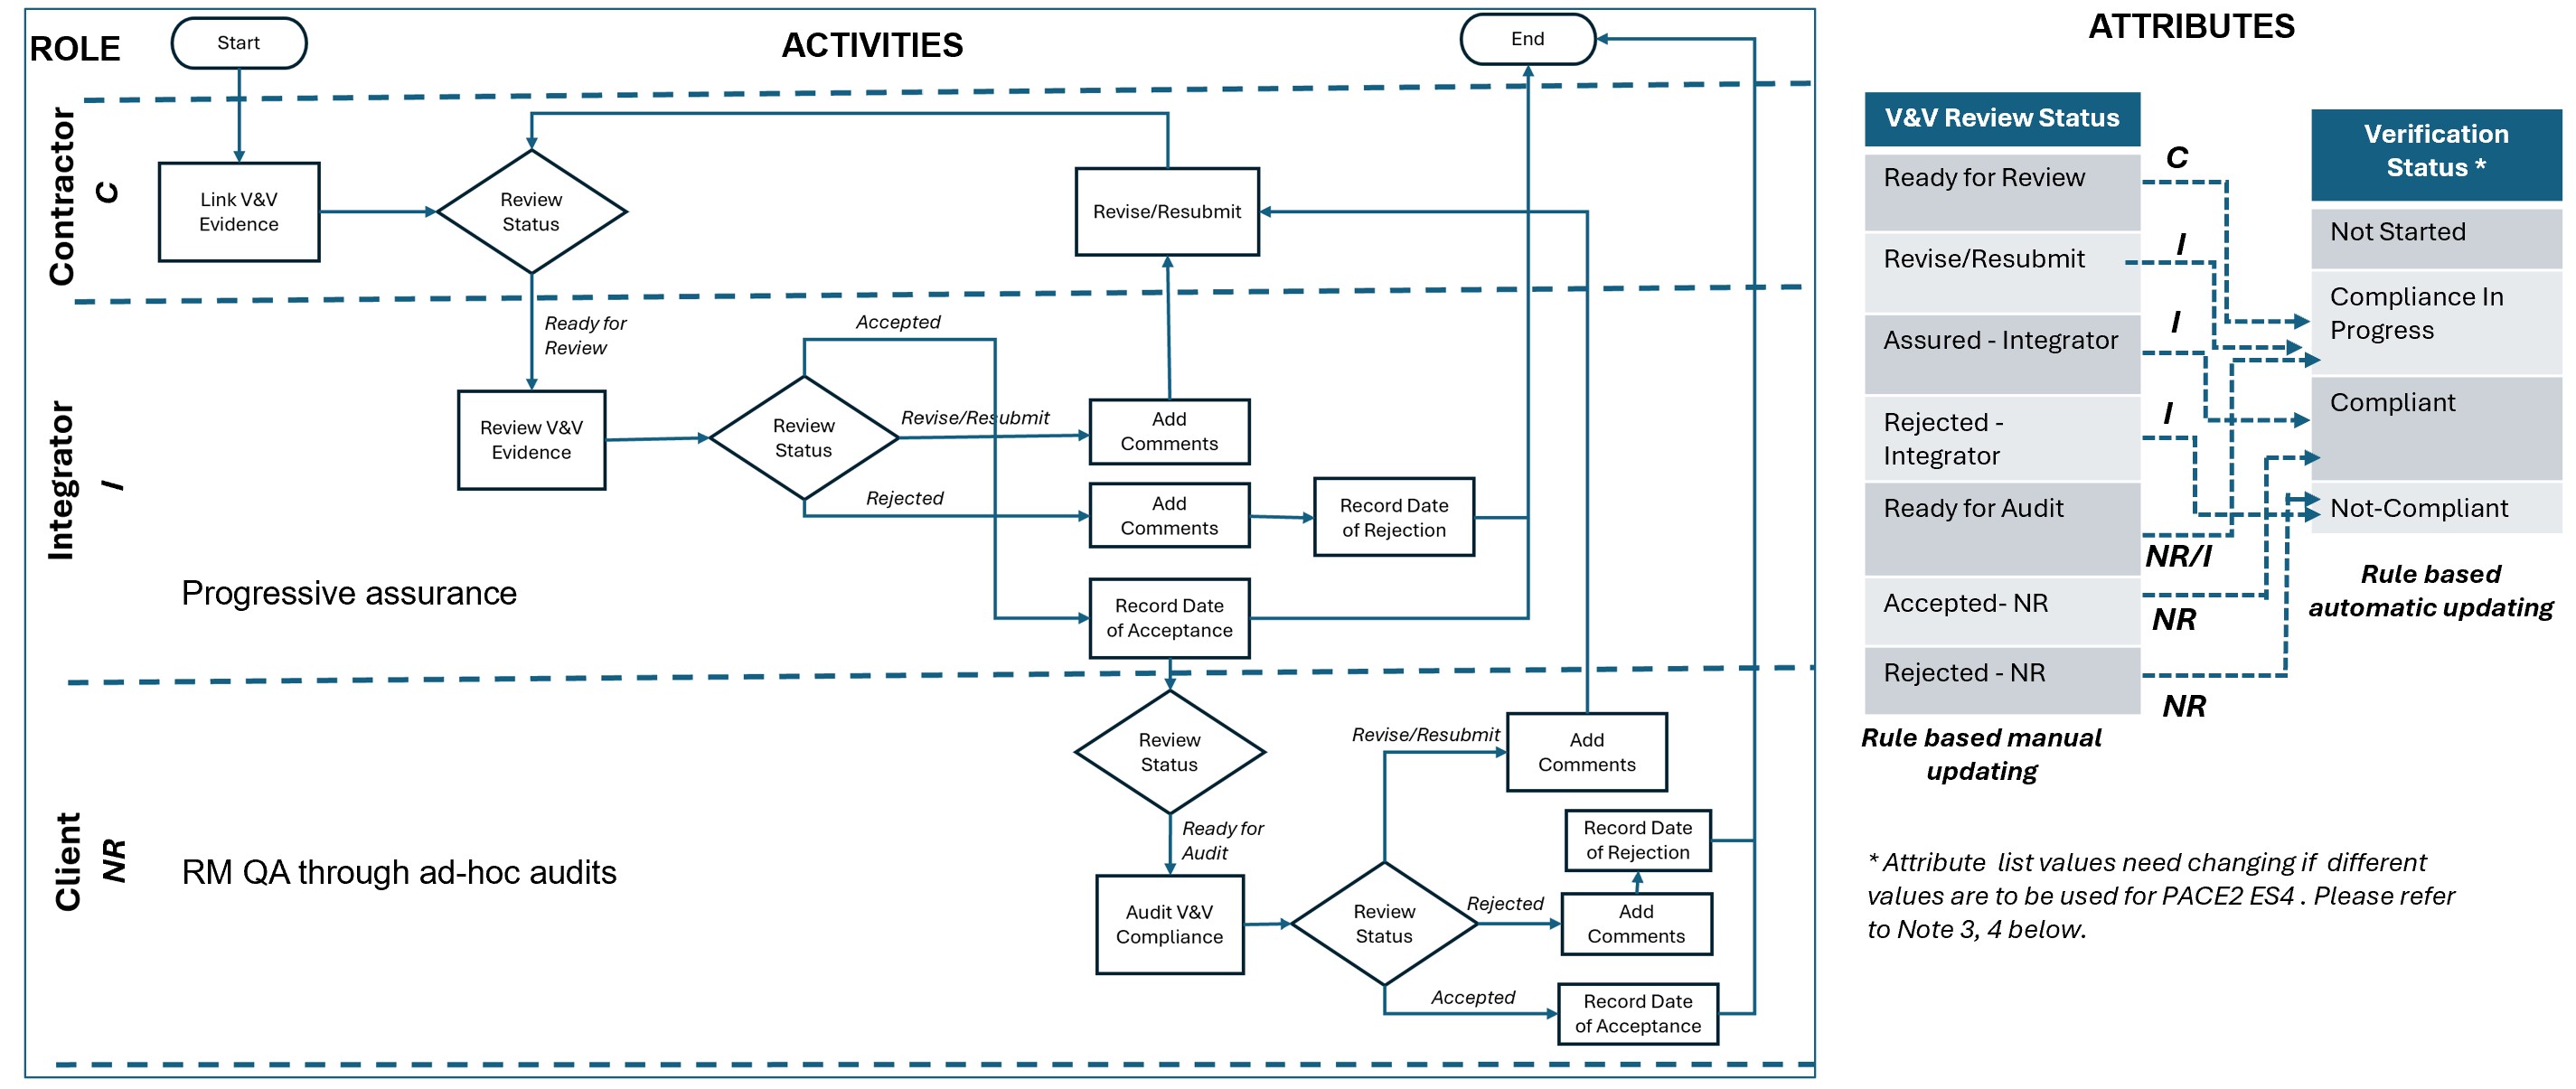 ROLE
Start
ACTIVITIES
End
Contractor
C
Link V&V
Evidence
Review
Status
Revise/Resubmit
Ready for
Review
Integrator
I
Accepted
Review V&V
Evidence
Review
Status
Revise/Resubmit
Add
Comments
Rejected
Add
Comments
Record Date
of Rejection
Progressive assurance
Record Date
of Acceptance
Client
NR
RM QA through ad-hoc audits
Review
Status
Ready for
Audit
Audit V&V
Compliance
Review
Status
Revise/Resubmit
Add
Comments
Record Date
of Rejection
Rejected
Add
Comments
Accepted
Record Date
of Acceptance
ATTRIBUTES
V&V Review Status
Ready for Review
Revise/Resubmit
Assured - Integrator
Rejected -
Integrator
Ready for Audit
Accepted- NR
Rejected - NR
Rule based manual
updating
C
I
I
I
NR/I
NR
NR
Verification
Status *
Not Started
Compliance In
Progress
Compliant
Not-Compliant
Rule based
automatic updating
* Attribute list values need changing if different
values are to be used for PACE2 ES4 . Please refer
to Note 3, 4 below.